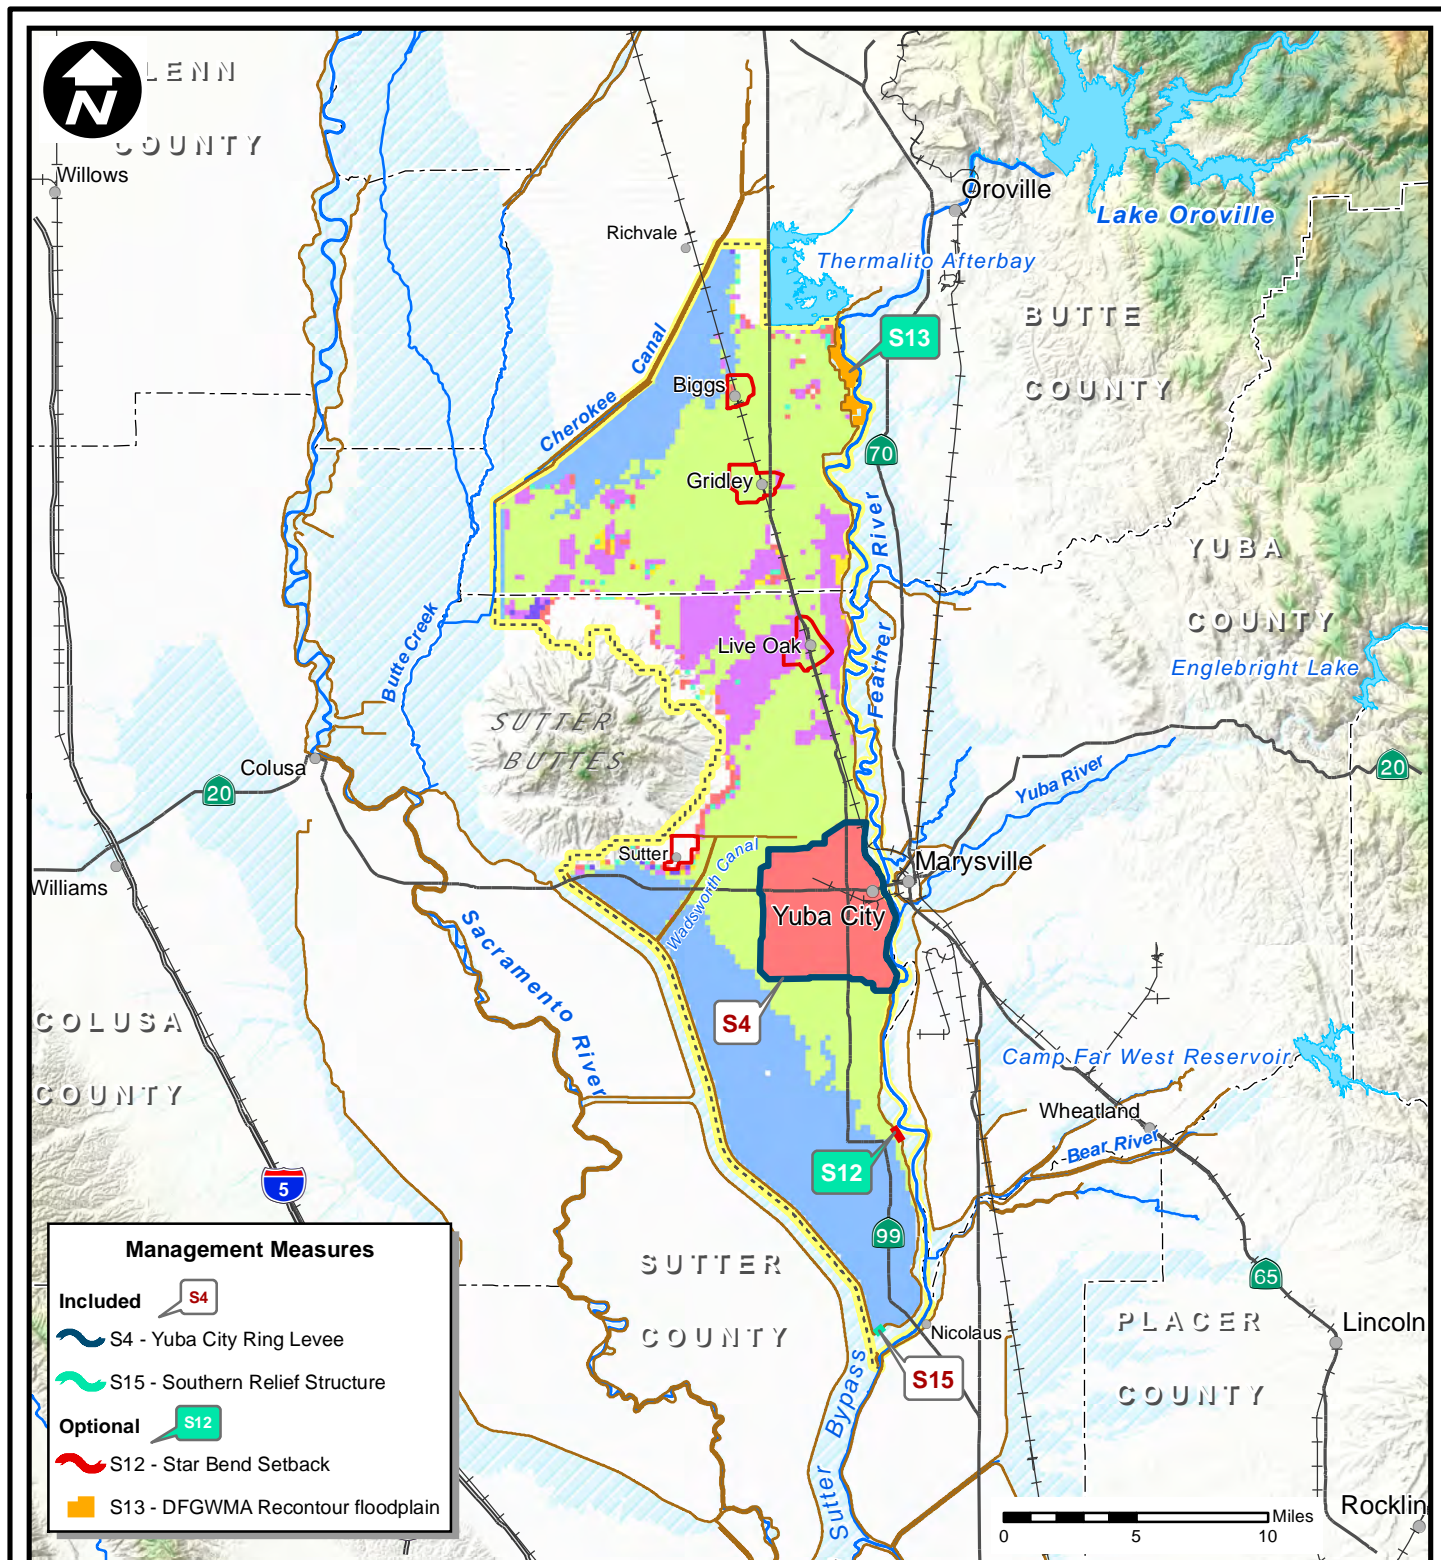 N
LENN
COUNTY
Willows
Oroville
Lake Oroville
Richvale
Thermalito Afterbay
BUTTE
COUNTY
S13
Cherokee Canal
Biggs
70
Gridley
Feather River
YUBA
COUNTY
Butte Creek
Live Oak
Englebright Lake
SUTTER
BUTTES
Colusa
20
Yuba River
20
Sutter
Wadsworth Canal
Marysville
Williams
Yuba City
Sacramento River
S4
COLUSA
COUNTY
Camp Far West Reservoir
Wheatland
Bear River
S12
5
99
SUTTER
COUNTY
65
PLACER
COUNTY
Nicolaus
Lincoln
S15
Sutter Bypass
Rocklin
Management Measures
Included S4
S4 - Yuba City Ring Levee
S15 - Southern Relief Structure
Optional S12
S12 - Star Bend Setback
S13 - DFGWMA Recontour floodplain
Miles
0 5 10